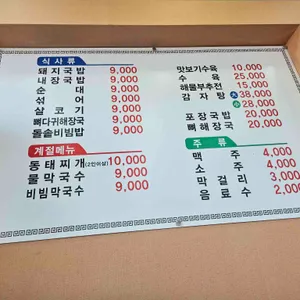 식사류
돼지국밥 9,000
내장국밥 9,000
순대 9,000
섞어 9,000
살코기 9,000
뼈다귀해장국 9,000
돌솥비빔밥 9,000
계절메뉴
동태찌개(2인이상) 10,000
물막국수 9,000
비빔막국수 9,000
맛보기수육 10,000
수육 25,000
해물부추전 15,000
감자탕 大 38,000
小 28,000
포장국밥 20,000
뼈해장국 20,000
주류
맥주 4,000
소주 4,000
막걸리 3,000
음료수 2,000